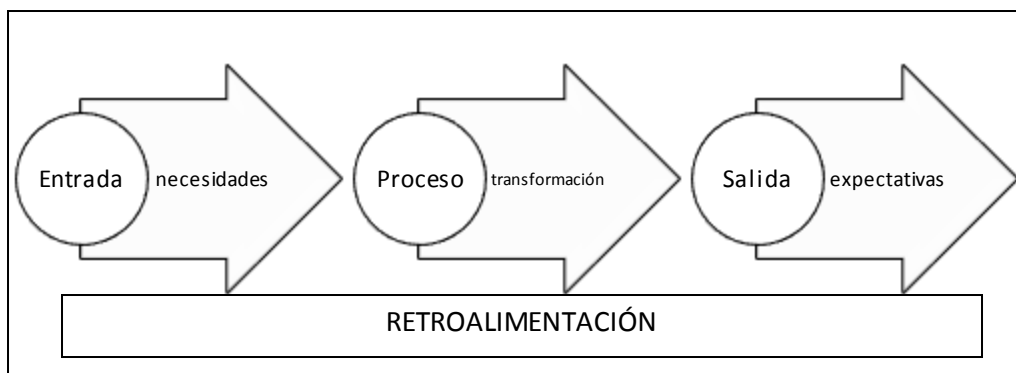 Entrada necesidades Proceso transformación Salida expectativas
RETROALIMENTACIÓN